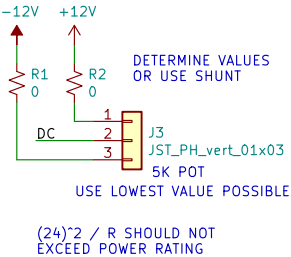 -12V +12V
DETERMINE VALUES
OR USE SHUNT
R1 R2
0 0
1
DC 2
3
J3
JST_PH_vert_01x03
5K POT
USE LOWEST VALUE POSSIBLE
(24)^2 / R SHOULD NOT
EXCEED POWER RATING